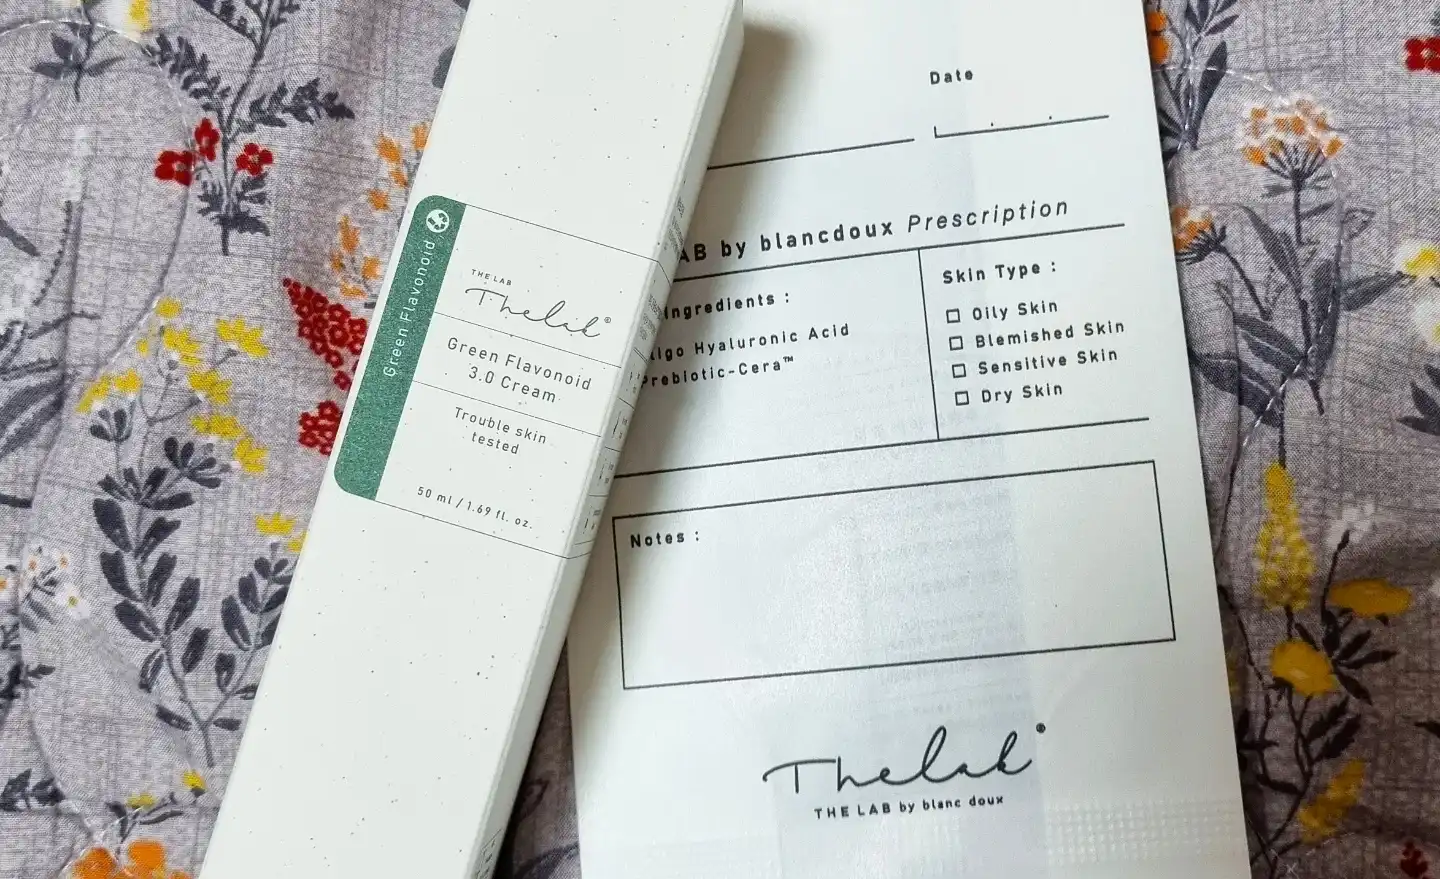 Green Flavonoid
THE LAB
Thelab®
Green Flavonoid
3.0 Cream
Trouble skin
tested
50 ml / 1.69 fl. oz.
Date
by blancdoux Prescription
Ingredients :
Hyaluronic Acid
Prebiotic-Cera™
Skin Type :
☐ Oily Skin
☐ Blemished Skin
☐ Sensitive Skin
☐ Dry Skin
Notes :
Thelab®
THE LAB by blanc doux